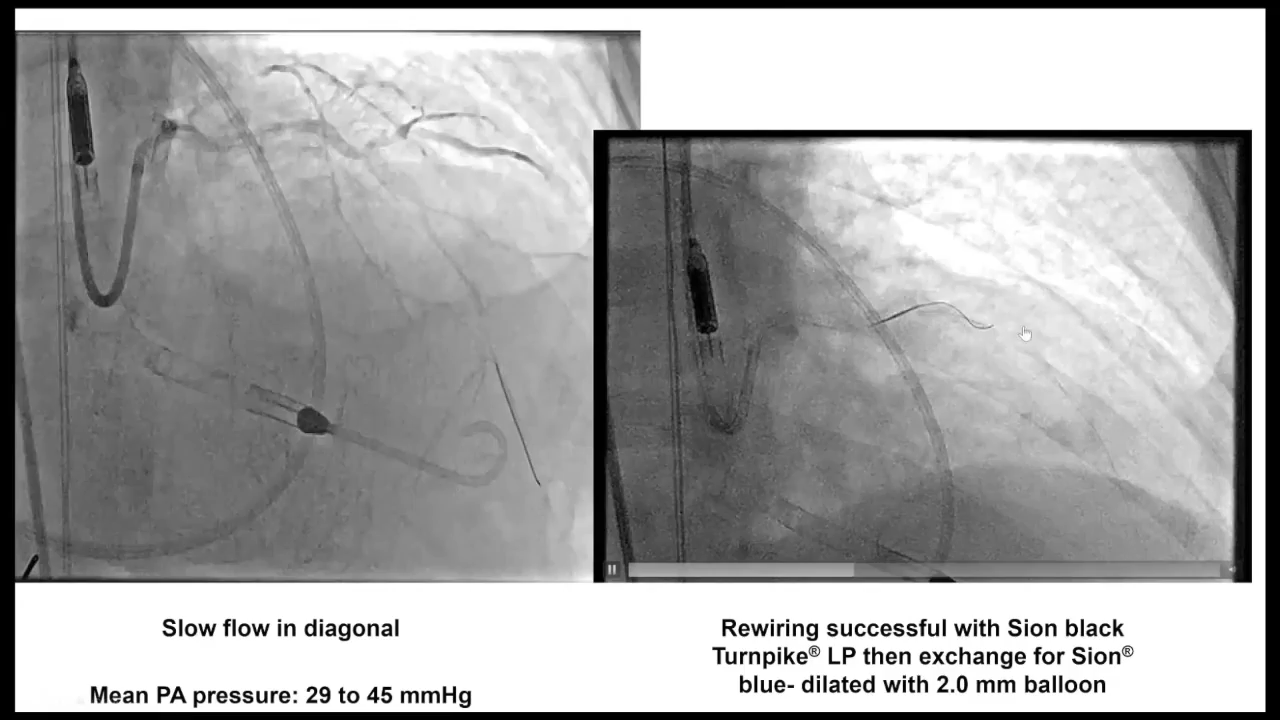 Slow flow in diagonal
Mean PA pressure: 29 to 45 mmHg
Rewiring successful with Sion black
Turnpike® LP then exchange for Sion®
blue- dilated with 2.0 mm balloon